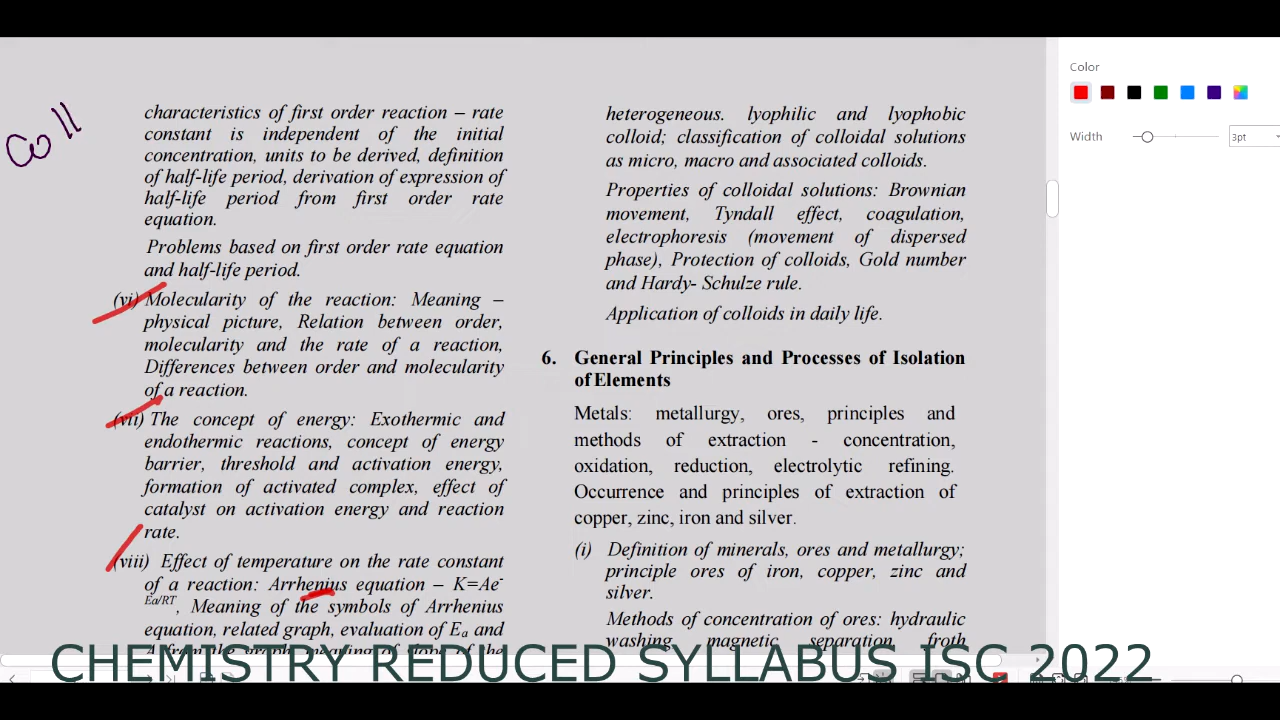 Coll
characteristics of first order reaction – rate
constant is independent of the initial
concentration, units to be derived, definition
of half-life period, derivation of expression of
half-life period from first order rate
equation.
Problems based on first order rate equation
and half-life period.
(vi) Molecularity of the reaction: Meaning –
physical picture, Relation between order,
molecularity and the rate of a reaction,
Differences between order and molecularity
of a reaction.
(vii) The concept of energy: Exothermic and
endothermic reactions, concept of energy
barrier, threshold and activation energy,
formation of activated complex, effect of
catalyst on activation energy and reaction
rate.
(viii) Effect of temperature on the rate constant
of a reaction: Arrhenius equation – K=Ae-
Ea/RT, Meaning of the symbols of Arrhenius
equation, related graph, evaluation of Ea and
heterogeneous. lyophilic and lyophobic
colloid; classification of colloidal solutions
as micro, macro and associated colloids.
Properties of colloidal solutions: Brownian
movement, Tyndall effect, coagulation,
electrophoresis (movement of dispersed
phase), Protection of colloids, Gold number
and Hardy- Schulze rule.
Application of colloids in daily life.
6. General Principles and Processes of Isolation
of Elements
Metals: metallurgy, ores, principles and
methods of extraction - concentration,
oxidation, reduction, electrolytic refining.
Occurrence and principles of extraction of
copper, zinc, iron and silver.
(i) Definition of minerals, ores and metallurgy;
principle ores of iron, copper, zinc and
silver.
Methods of concentration of ores: hydraulic
washing, magnetic separation, froth
Color
Width
3pt
CHEMISTRY REDUCED SYLLABUS ISC 2022